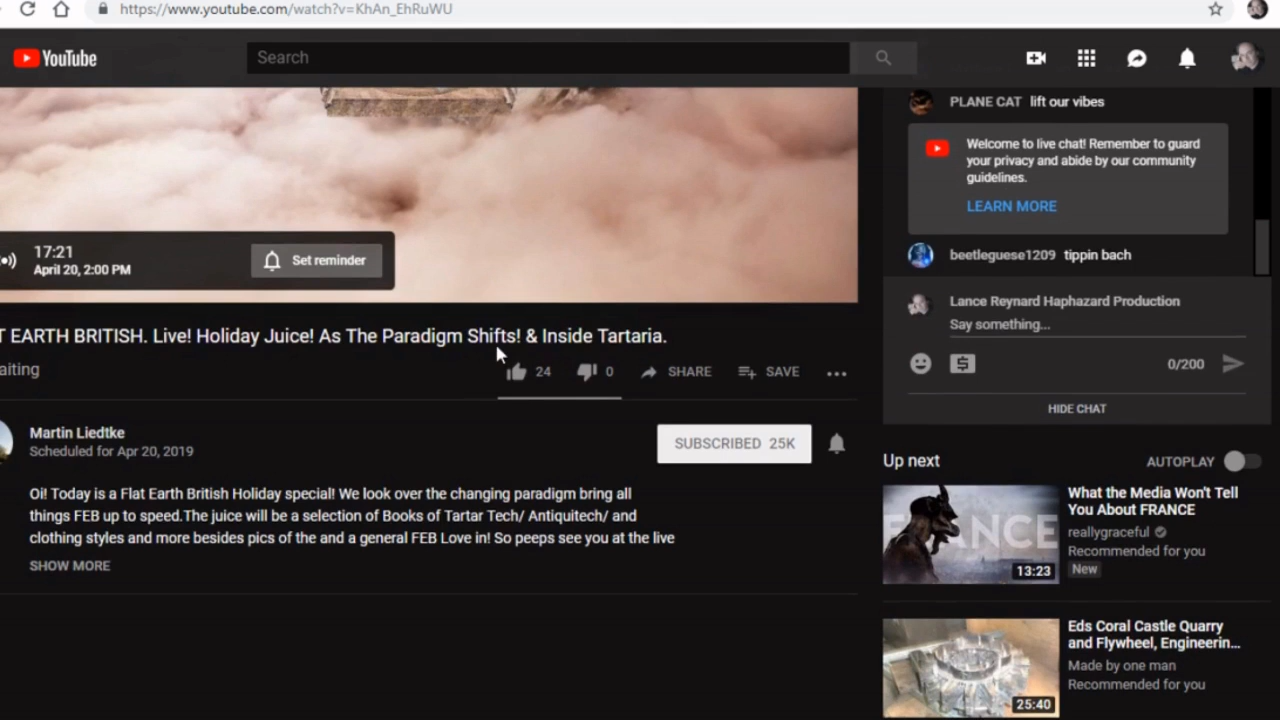 https://www.youtube.com/watch?v=KhAn_EhRuWU
YouTube
Search
PLANE CAT lift our vibes
Welcome to live chat! Remember to guard
your privacy and abide by our community
guidelines.
LEARN MORE
beetleguese1209 tippin bach
Lance Reynard Haphazard Production
Say something...
0/200
HIDE CHAT
17:21
April 20, 2:00 PM
Set reminder
T EARTH BRITISH. Live! Holiday Juice! As The Paradigm Shifts! & Inside Tartaria.
aiting
24
0
SHARE
SAVE
Martin Liedtke
Scheduled for Apr 20, 2019
SUBSCRIBED 25K
Oi! Today is a Flat Earth British Holiday special! We look over the changing paradigm bring all
things FEB up to speed.The juice will be a selection of Books of Tartar Tech/ Antiquitech/ and
clothing styles and more besides pics of the and a general FEB Love in! So peeps see you at the live
SHOW MORE
Up next
AUTOPLAY
FRANCE
13:23
What the Media Won't Tell
You About FRANCE
reallygraceful
Recommended for you
New
25:40
Eds Coral Castle Quarry
and Flywheel, Engineerin...
Made by one man
Recommended for you